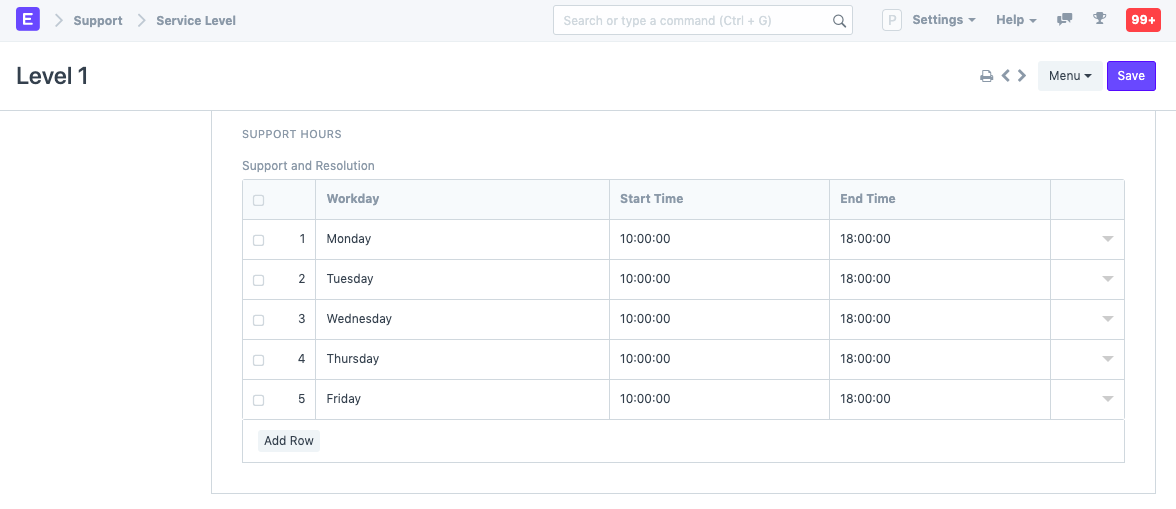 E Support Service Level Search or type a command (Ctrl + G) P Settings Help 99+
Level 1 Menu Save
SUPPORT HOURS
Support and Resolution
Workday Start Time End Time
1 Monday 10:00:00 18:00:00
2 Tuesday 10:00:00 18:00:00
3 Wednesday 10:00:00 18:00:00
4 Thursday 10:00:00 18:00:00
5 Friday 10:00:00 18:00:00
Add Row